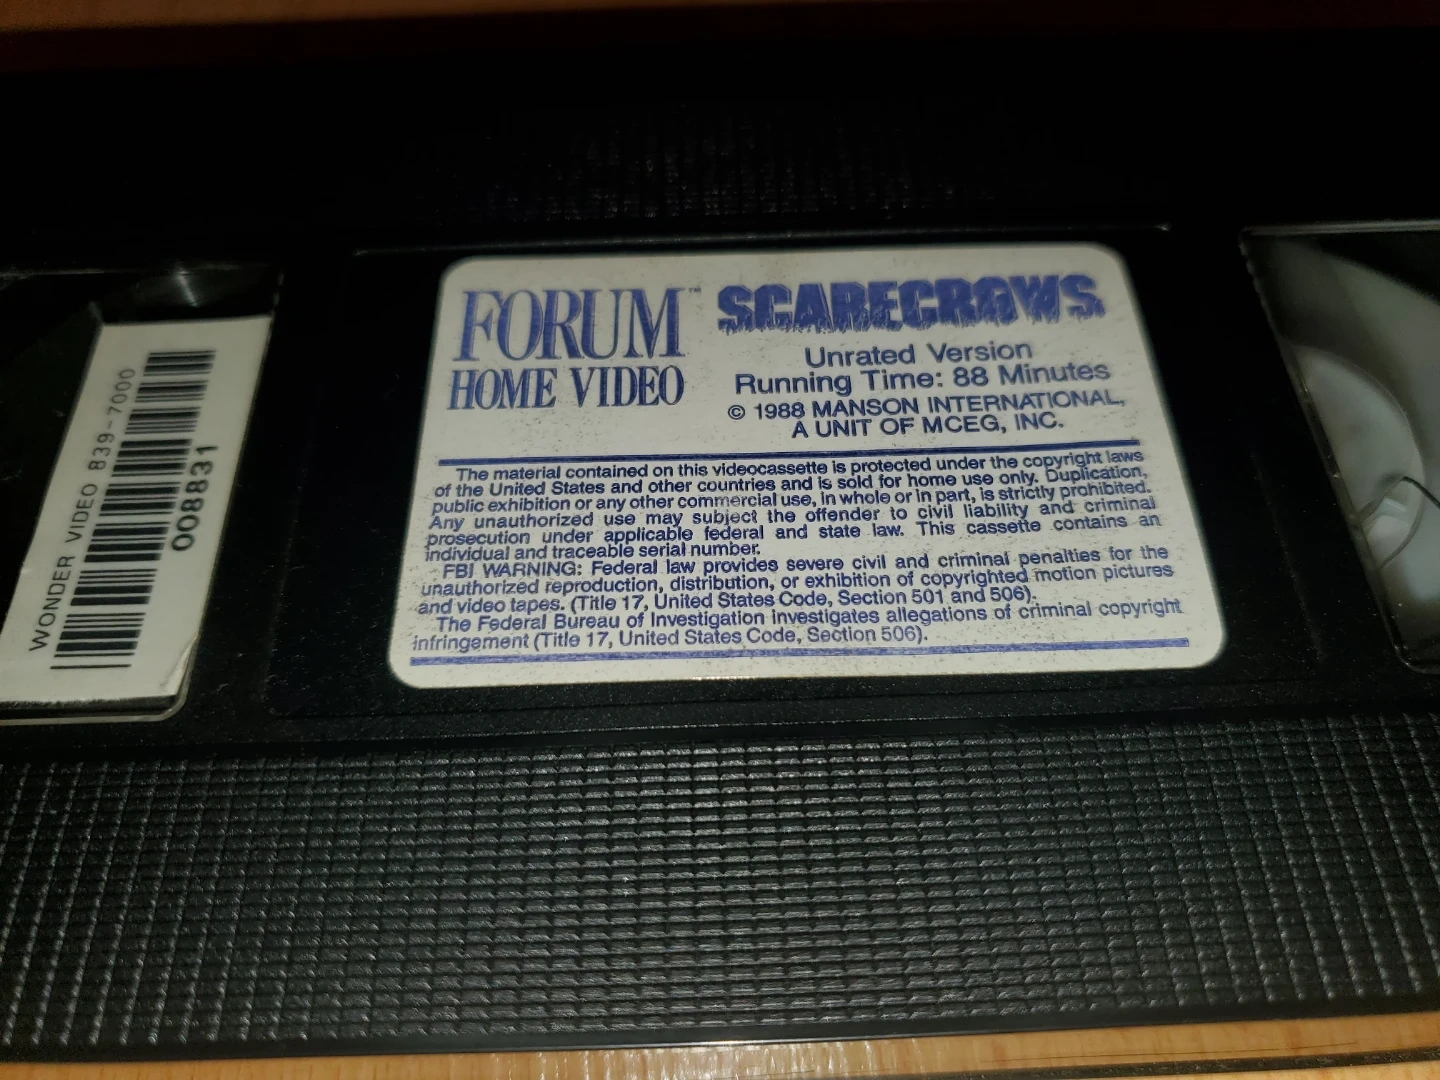 WONDER VIDEO 839-7000
008831
FORUM™
HOME VIDEO
SCARECROWS
Unrated Version
Running Time: 88 Minutes
© 1988 MANSON INTERNATIONAL,
A UNIT OF MCEG, INC.
The material contained on this videocassette is protected under the copyright laws
of the United States and other countries and is sold for home use only. Duplication,
public exhibition or any other commercial use, in whole or in part, is strictly prohibited.
Any unauthorized use may subject the offender to civil liability and criminal
prosecution under applicable federal and state law. This cassette contains an
individual and traceable serial number.
FBI WARNING: Federal law provides severe civil and criminal penalties for the
unauthorized reproduction, distribution, or exhibition of copyrighted motion pictures
and video tapes. (Title 17, United States Code, Section 501 and 506).
The Federal Bureau of Investigation investigates allegations of criminal copyright
infringement (Title 17, United States Code, Section 506).